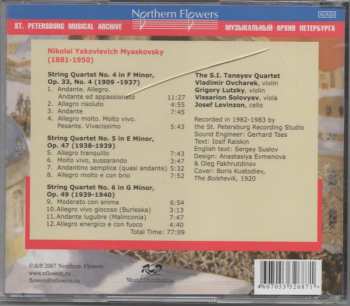 Northern Flowers
ST. PETERSBURG MUSICAL ARCHIVE
МУЗЫКАЛЬНЫЙ АРХИВ ПЕТЕРБУРГА
Nikolai Yakovlevich Myaskovsky
(1881-1950)
String Quartet No. 4 in F Minor,
Op. 33, No. 4 (1909 -1937)
1. Andante. Allegro.
Andante ed appassionato 11:27
2. Allegro risoluto 4:55
3. Andante 7:45
4. Allegro molto. Molto vivo.
Pesante. Vivacissimo 5:43
String Quartet No. 5 in E Minor,
Op. 47 (1938-1939)
5. Allegro tranquillo 7:43
6. Molto vivo, sussurando 3:47
7. Andantino semplice (quasi andante) 5:32
8. Allegro molto e con brio 5:52
String Quartet No. 6 in G Minor,
Op. 49 (1939-1940)
9. Moderato con anima 6:54
10. Allegro vivo giocoso (Burleska) 3:13
11. Andante lugubre (Malinconia) 7:47
12. Allegro energico e con fuoco 5:40
Total Time: 77:09
The S.I. Taneyev Quartet
Vladimir Ovcharek, violin
Grigory Lutsky, violin
Vissarion Solovyev, viola
Josef Levinzon, cello
Recorded in 1982-1983 by
the St. Petersburg Recording Studio
Sound Engineer: Gerhard Tses
Text: Iosif Raiskin
English text: Sergey Suslov
Design: Anastasiya Evmenova
& Oleg Fakhrutdinov
Cover: Boris Kustodiev,
The Bolshevik, 1920
℗&© 2007 Northern Flowers
www.nflowers.ru
flowers@nflowers.ru